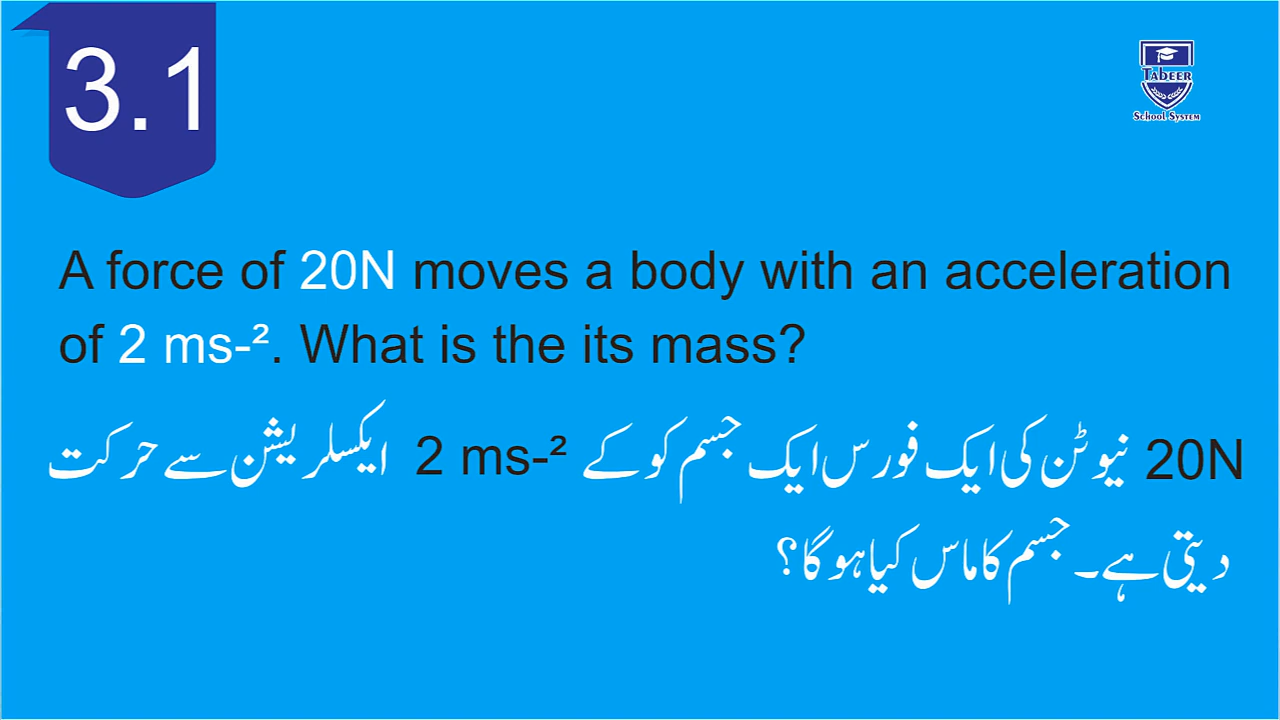 3.1
Tabeer
School System
A force of 20N moves a body with an acceleration
of 2 ms-². What is the its mass?
20N نیوٹن کی ایک فورس ایک جسم کو کے 2 ms-² ایکسلریشن سے حرکت
دیتی ہے۔ جسم کا ماس کیا ہو گا؟